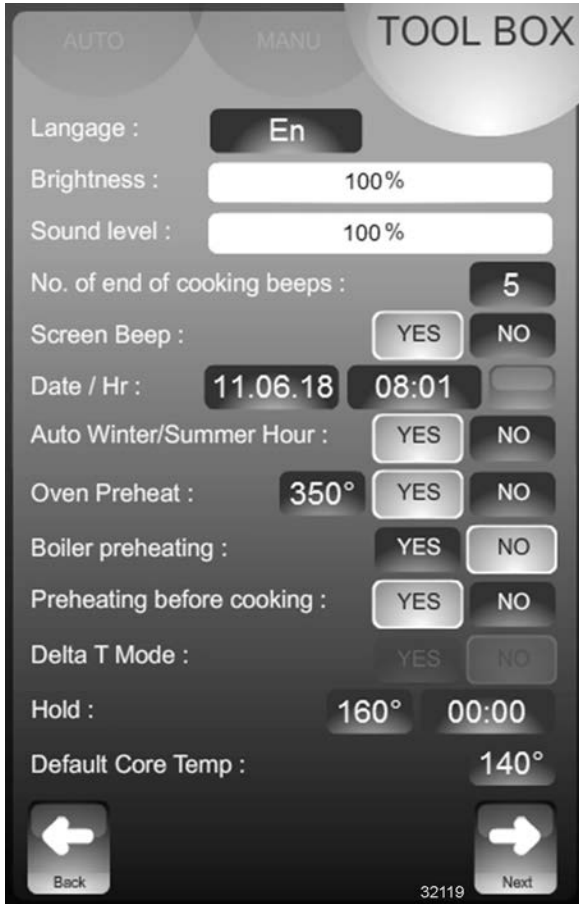 AUTO MANU TOOL BOX
Langage : En
Brightness : 100%
Sound level : 100%
No. of end of cooking beeps : 5
Screen Beep : YES NO
Date / Hr : 11.06.18 08:01
Auto Winter/Summer Hour : YES NO
Oven Preheat : 350° YES NO
Boiler preheating : YES NO
Preheating before cooking : YES NO
Delta T Mode : YES NO
Hold : 160° 00:00
Default Core Temp : 140°
Back 32119 Next